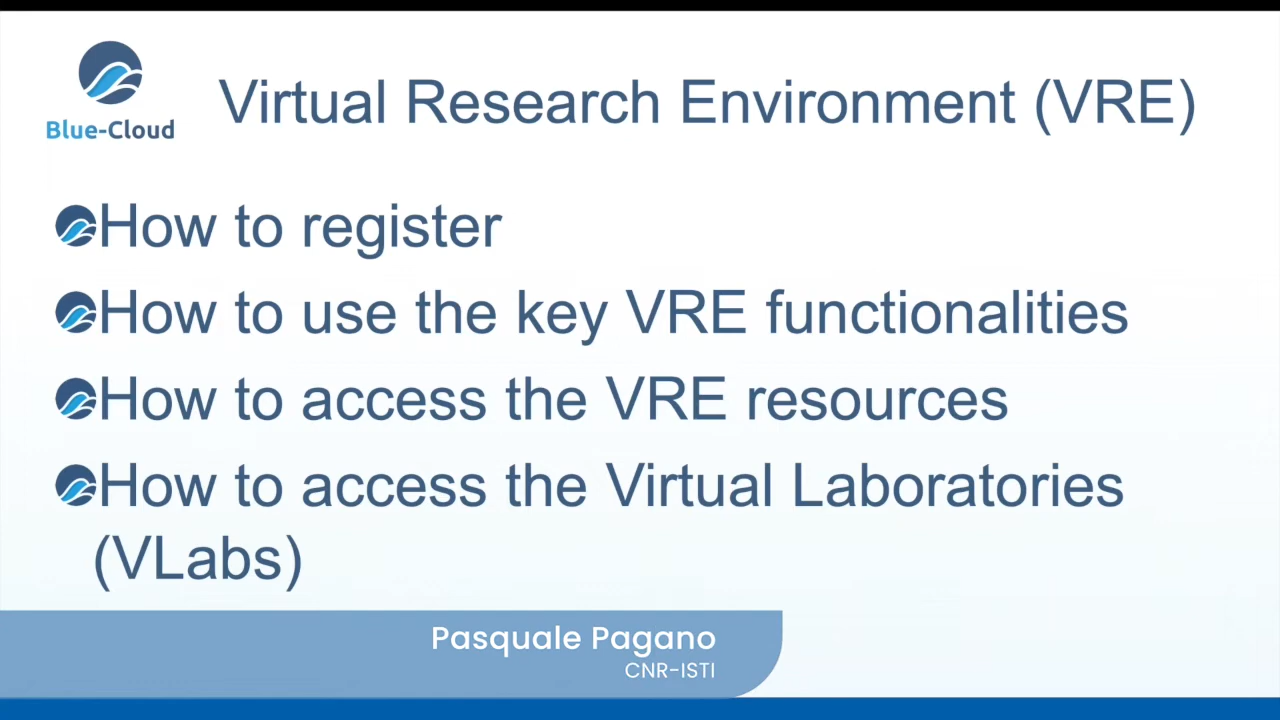 Blue-Cloud
Virtual Research Environment (VRE)
How to register
How to use the key VRE functionalities
How to access the VRE resources
How to access the Virtual Laboratories
(VLabs)
Pasquale Pagano
CNR-ISTI